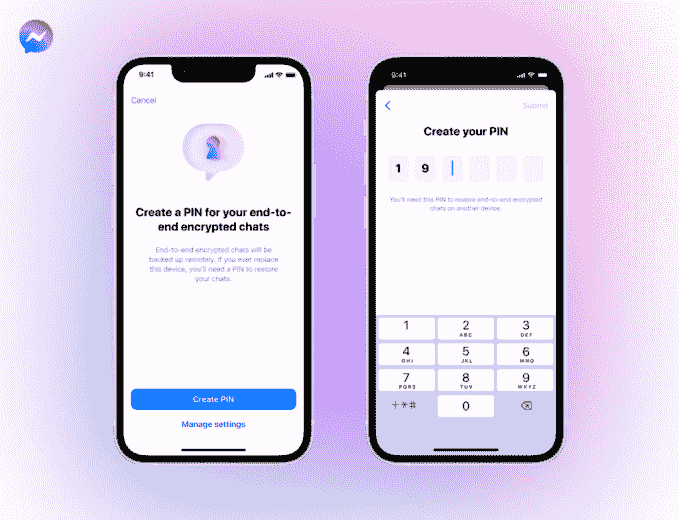 9:41
Cancel
Create a PIN for your end-to-
end encrypted chats
End-to-end encrypted chats will be
backed up remotely. If you ever replace
this device, you'll need a PIN to restore
your chats.
Create PIN
Manage settings
9:41
Submit
Create your PIN
1 9
You'll need this PIN to restore end-to-end encrypted
chats on another device.
1 2 3
ABC DEF
4 5 6
GHI JKL MNO
7 8 9
PQRS TUV WXYZ
+*# 0